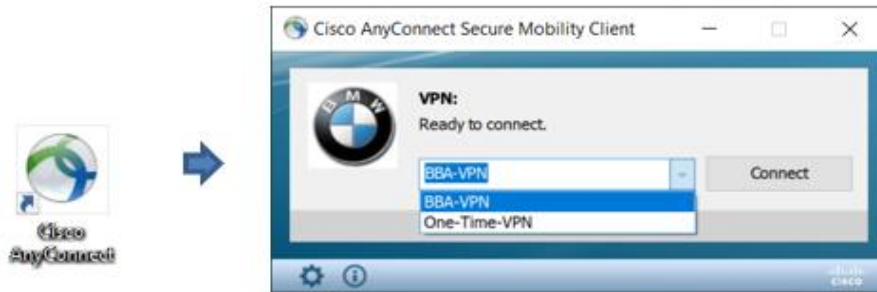 Cisco AnyConnect Secure Mobility Client
BMW
VPN:
Ready to connect.
BBA-VPN
Connect
BBA-VPN
One-Time-VPN
Cisco
AnyConnect
CISCO